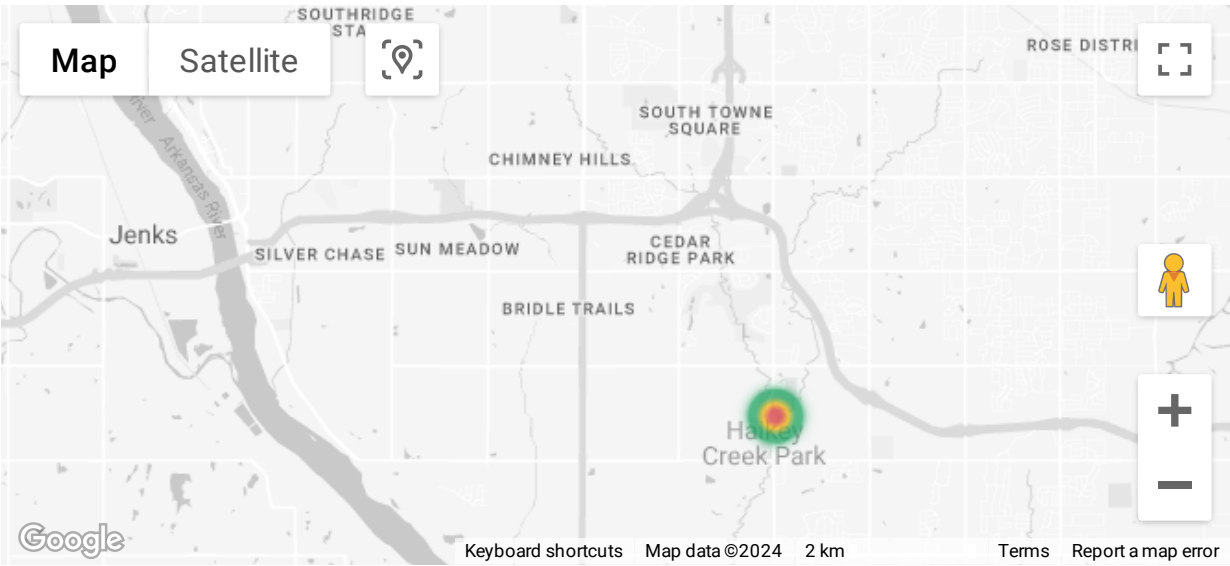 SOUTHRIDGE
Map
Satellite
ROSE DISTRI
SOUTH TOWNE
SQUARE
CHIMNEY HILLS
Arkansas River
Jenks
SILVER CHASE
SUN MEADOW
CEDAR
RIDGE PARK
BRIDLE TRAILS
Haikey
Creek Park
Google
Keyboard shortcuts
Map data ©2024
2 km
Terms
Report a map error